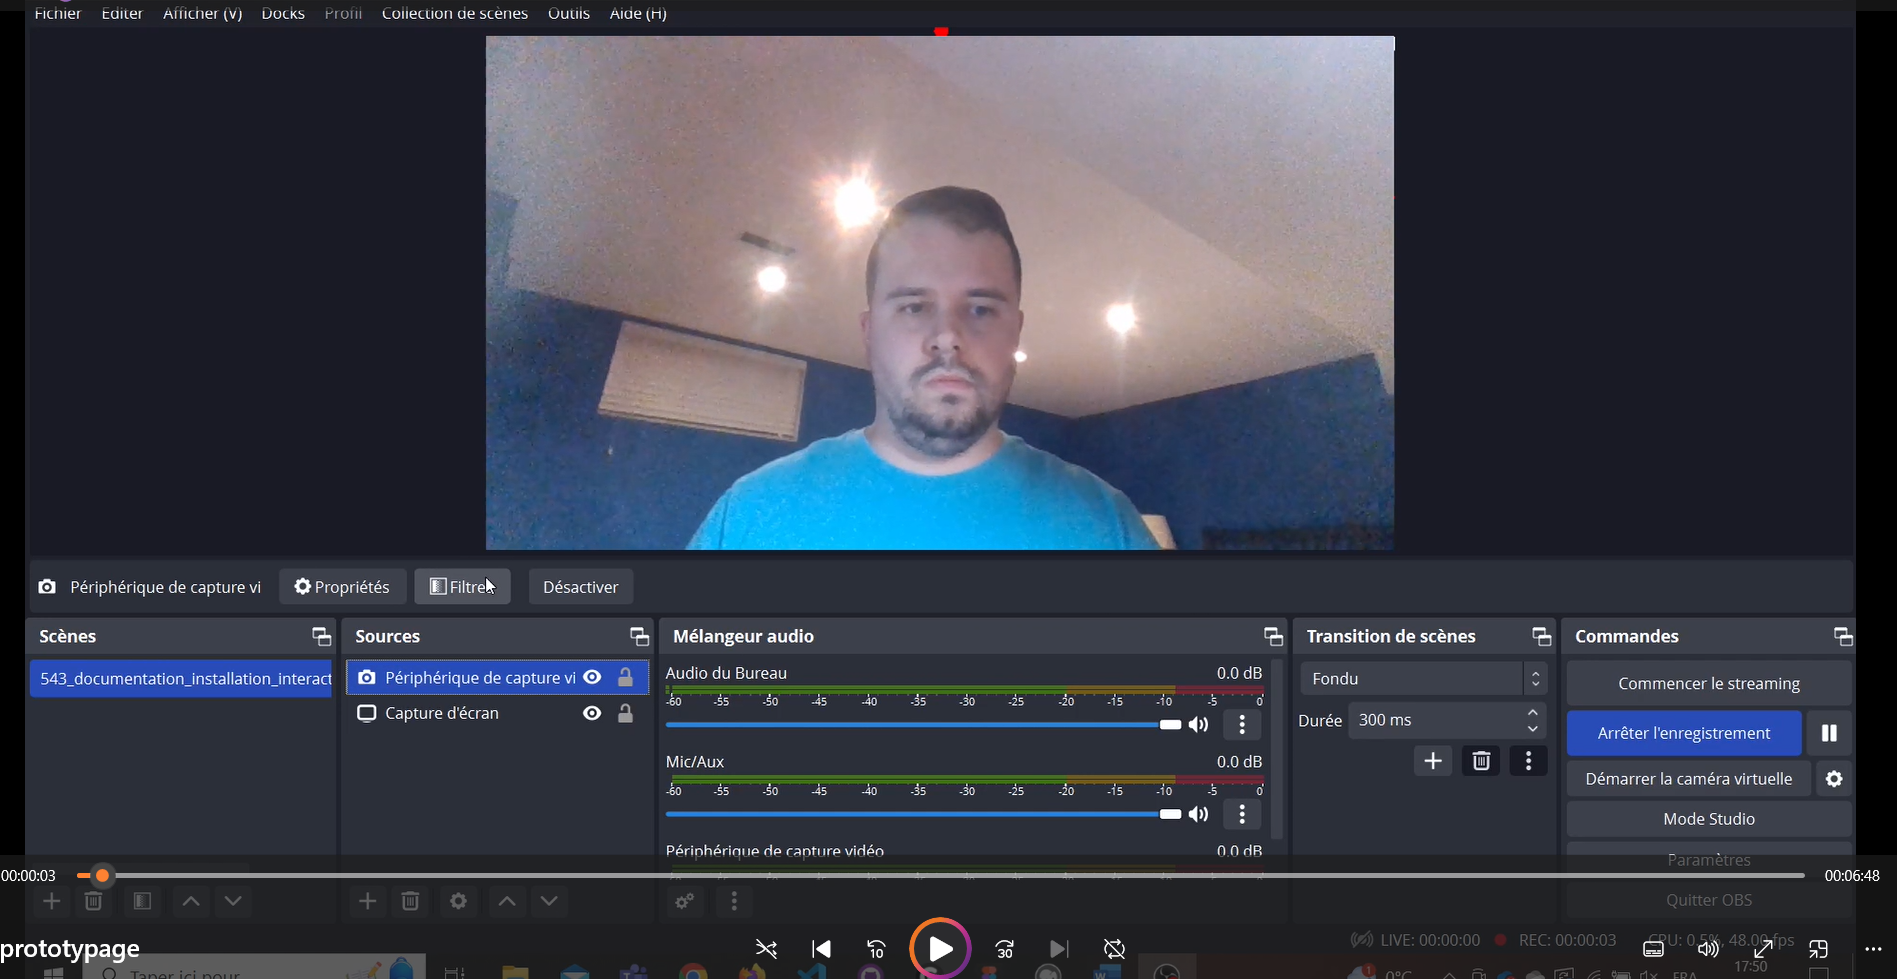 Fichier Editer Afficher (V) Docks Profil Collection de scènes Outils Aide (H)
Périphérique de capture vi Propriétés Filtre Désactiver
Scènes Sources Mélangeur audio Transition de scènes Commandes
543_documentation_installation_interact
Périphérique de capture vi
Capture d'écran
Audio du Bureau 0.0 dB
-60 -55 -50 -45 -40 -35 -30 -25 -20 -15 -10 -5 0
Mic/Aux 0.0 dB
-60 -55 -50 -45 -40 -35 -30 -25 -20 -15 -10 -5 0
Périphérique de capture vidéo 0.0 dB
Fondu
Durée 300 ms
Commencer le streaming
Arrêter l'enregistrement
Démarrer la caméra virtuelle
Mode Studio
Paramètres
Quitter OBS
00:00:03 00:06:48
prototypage
10
30
LIVE: 00:00:00 REC: 00:00:03 CPU: 0.5%, 48.00 fps
Taper ici pour
0°C
FRA
17:50